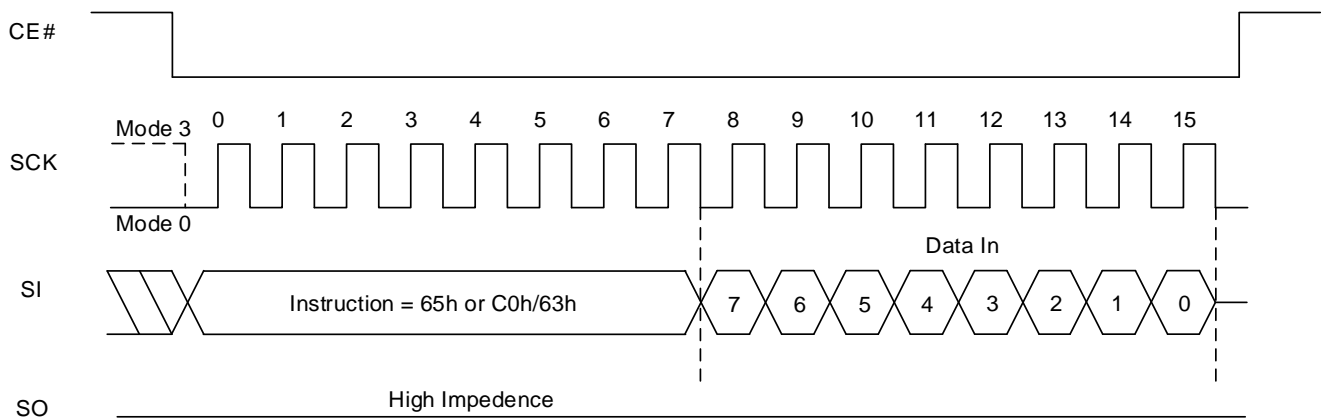 CE#
Mode 3
0 1 2 3 4 5 6 7 8 9 10 11 12 13 14 15
SCK
Mode 0
Data In
SI
Instruction = 65h or C0h/63h
7 6 5 4 3 2 1 0
High Impedence
SO